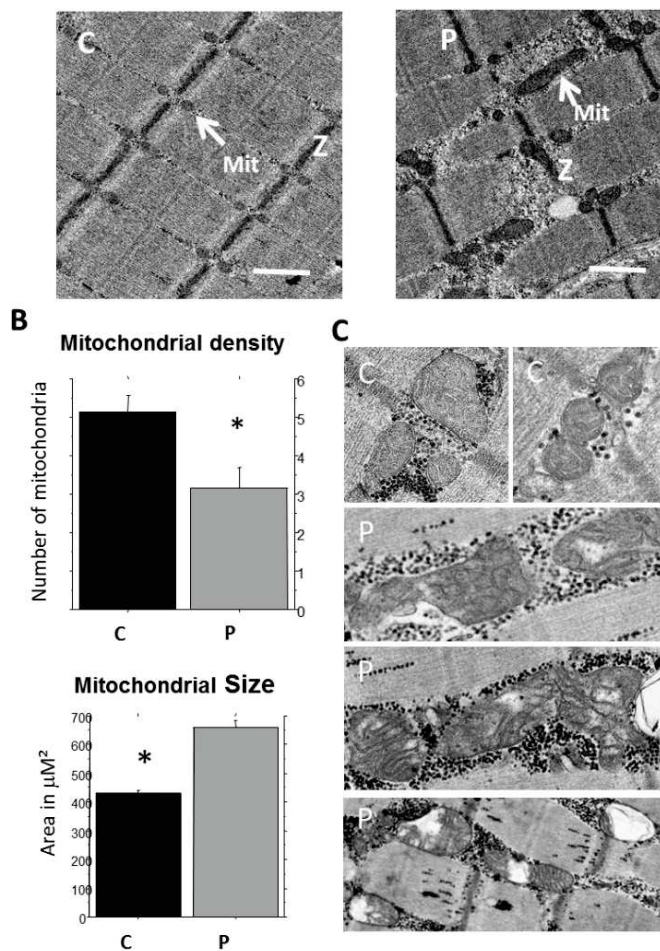 C
Mit
Z
P
Mit
Z
B
Mitochondrial density
Number of mitochondria
6
5
4
3
2
1
0
*
C P
Mitochondrial Size
Area in µM²
700
600
500
400
300
200
100
0
*
C P
C
C
C
P
P
P